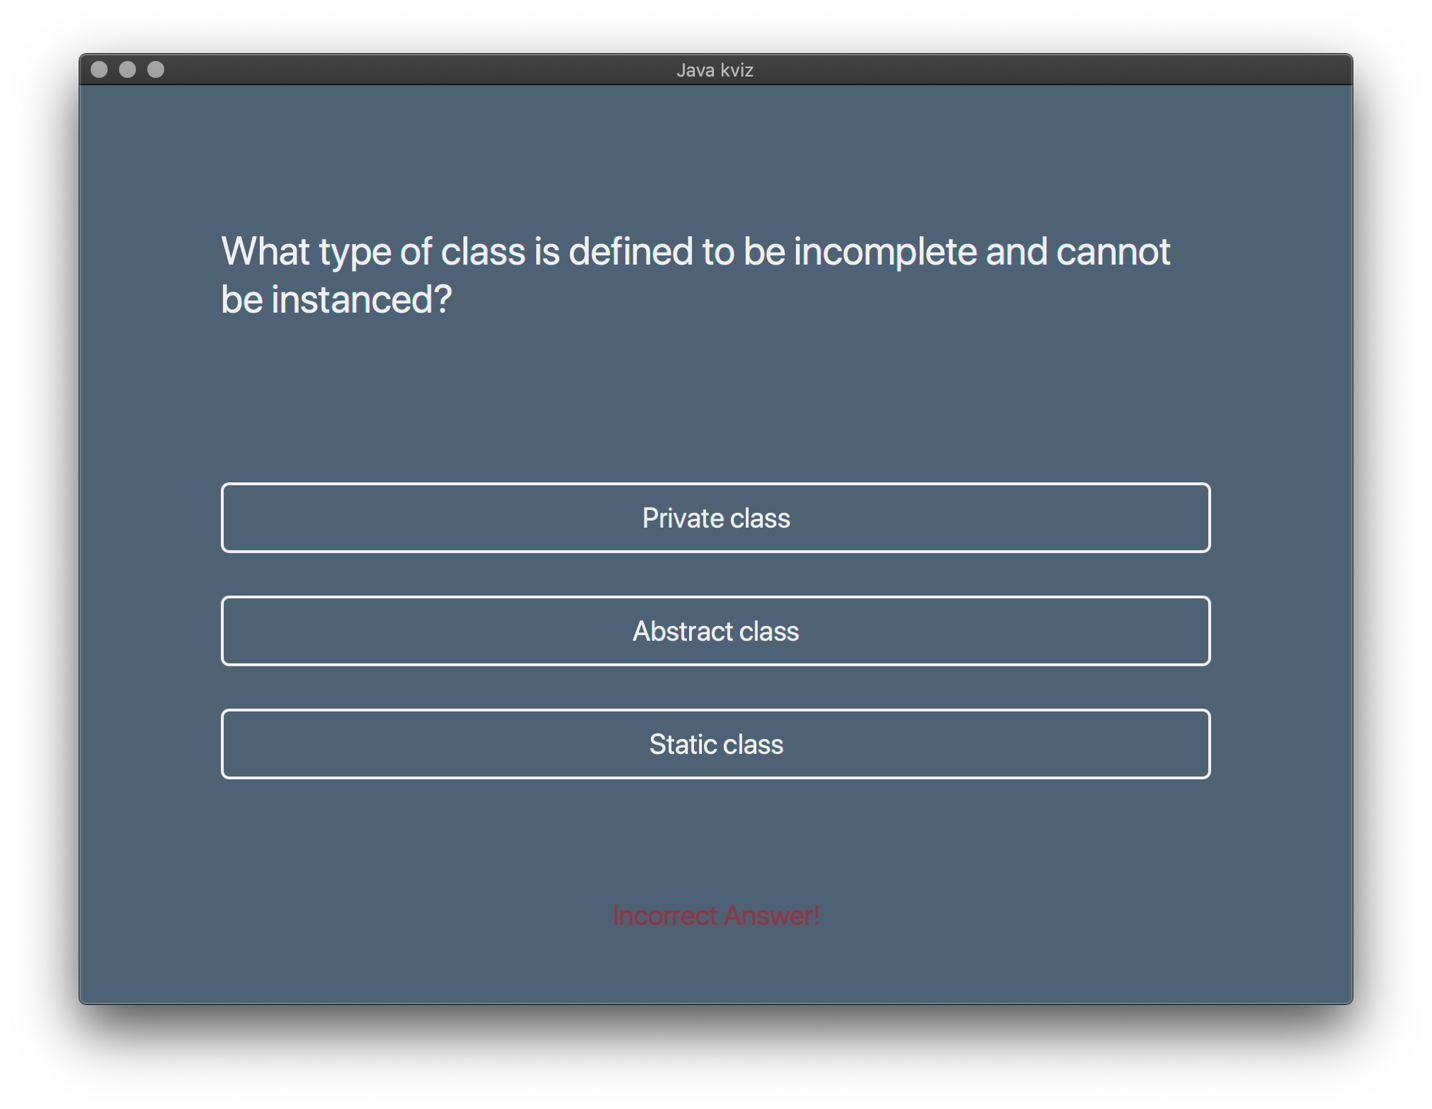 Java kviz
What type of class is defined to be incomplete and cannot
be instanced?
Private class
Abstract class
Static class
Incorrect Answer!